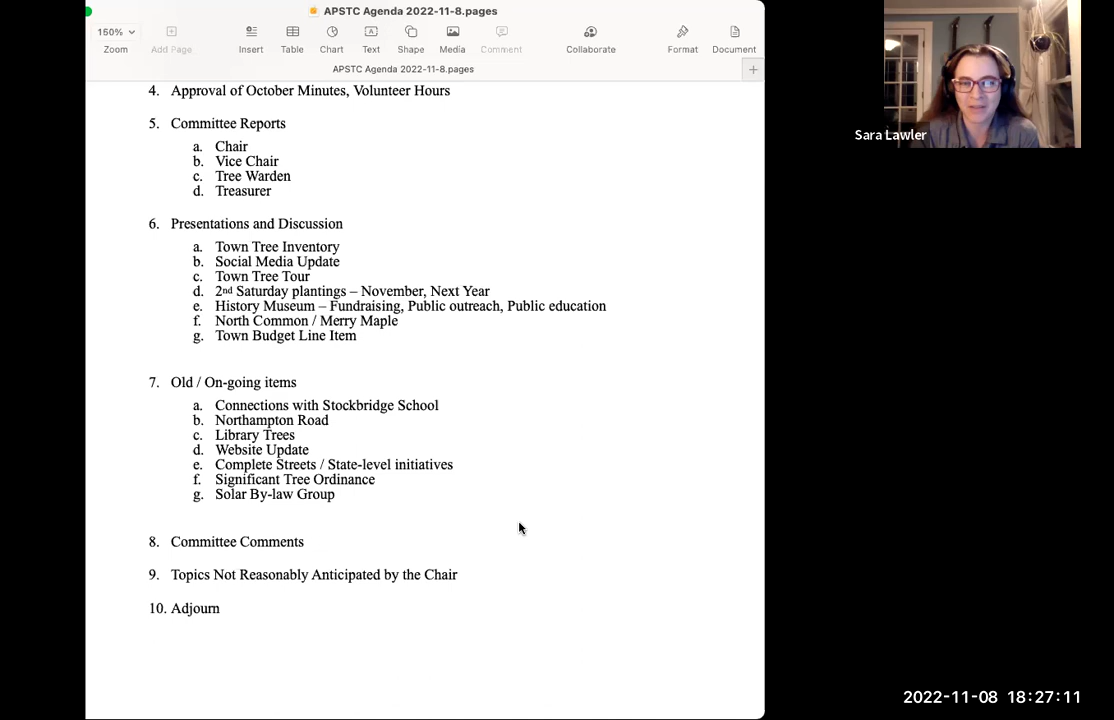 APSTC Agenda 2022-11-8.pages
150%
Zoom
Add Page
Insert
Table
Chart
Text
Shape
Media
Comment
Collaborate
Format
Document
APSTC Agenda 2022-11-8.pages
4. Approval of October Minutes, Volunteer Hours
5. Committee Reports
a. Chair
b. Vice Chair
c. Tree Warden
d. Treasurer
6. Presentations and Discussion
a. Town Tree Inventory
b. Social Media Update
c. Town Tree Tour
d. 2nd Saturday plantings – November, Next Year
e. History Museum – Fundraising, Public outreach, Public education
f. North Common / Merry Maple
g. Town Budget Line Item
7. Old / On-going items
a. Connections with Stockbridge School
b. Northampton Road
c. Library Trees
d. Website Update
e. Complete Streets / State-level initiatives
f. Significant Tree Ordinance
g. Solar By-law Group
8. Committee Comments
9. Topics Not Reasonably Anticipated by the Chair
10. Adjourn
Sara Lawler
2022-11-08 18:27:11